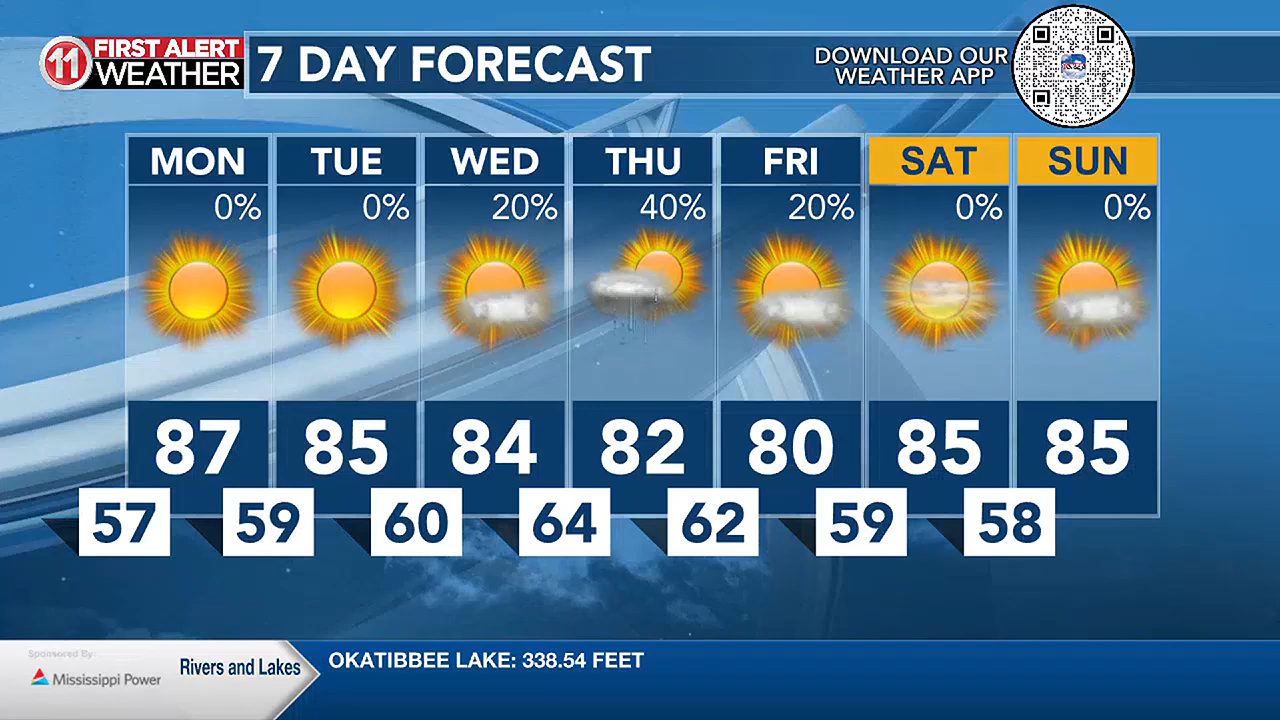 11 FIRST ALERT
WEATHER
7 DAY FORECAST
DOWNLOAD OUR
WEATHER APP
MON TUE WED THU FRI SAT SUN
0% 0% 20% 40% 20% 0% 0%
87 85 84 82 80 85 85
57 59 60 64 62 59 58
Sponsored By
Mississippi Power
Rivers and Lakes
OKATIBBEE LAKE: 338.54 FEET